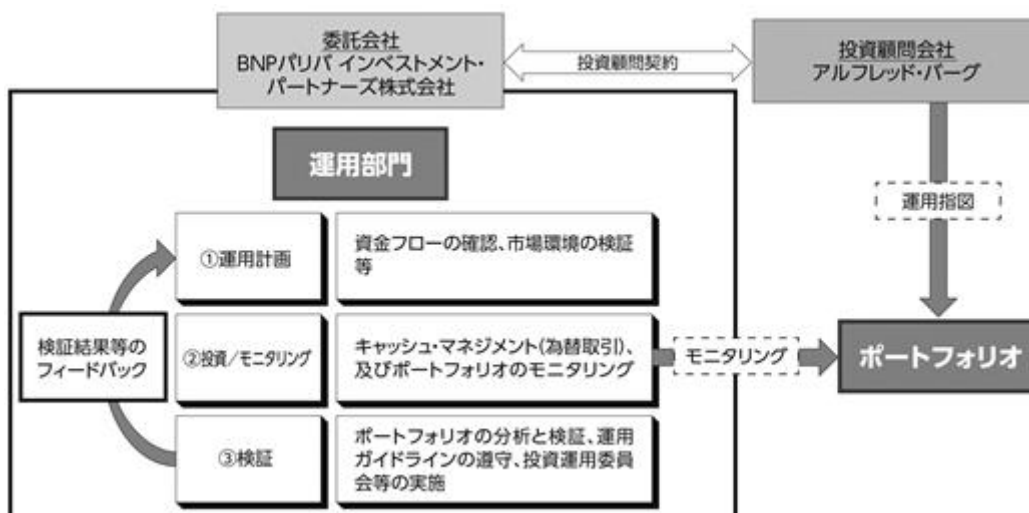 委託会社
BNPパリバ インベストメント・
パートナーズ株式会社
投資顧問契約
投資顧問会社
アルフレッド・バーグ
運用部門
運用指図
①運用計画
資金フローの確認、市場環境の検証
等
検証結果等の
フィードバック
②投資/モニタリング
キャッシュ・マネジメント(為替取引)、
及びポートフォリオのモニタリング
モニタリング
ポートフォリオ
③検証
ポートフォリオの分析と検証、運用
ガイドラインの遵守、投資運用委員
会等の実施